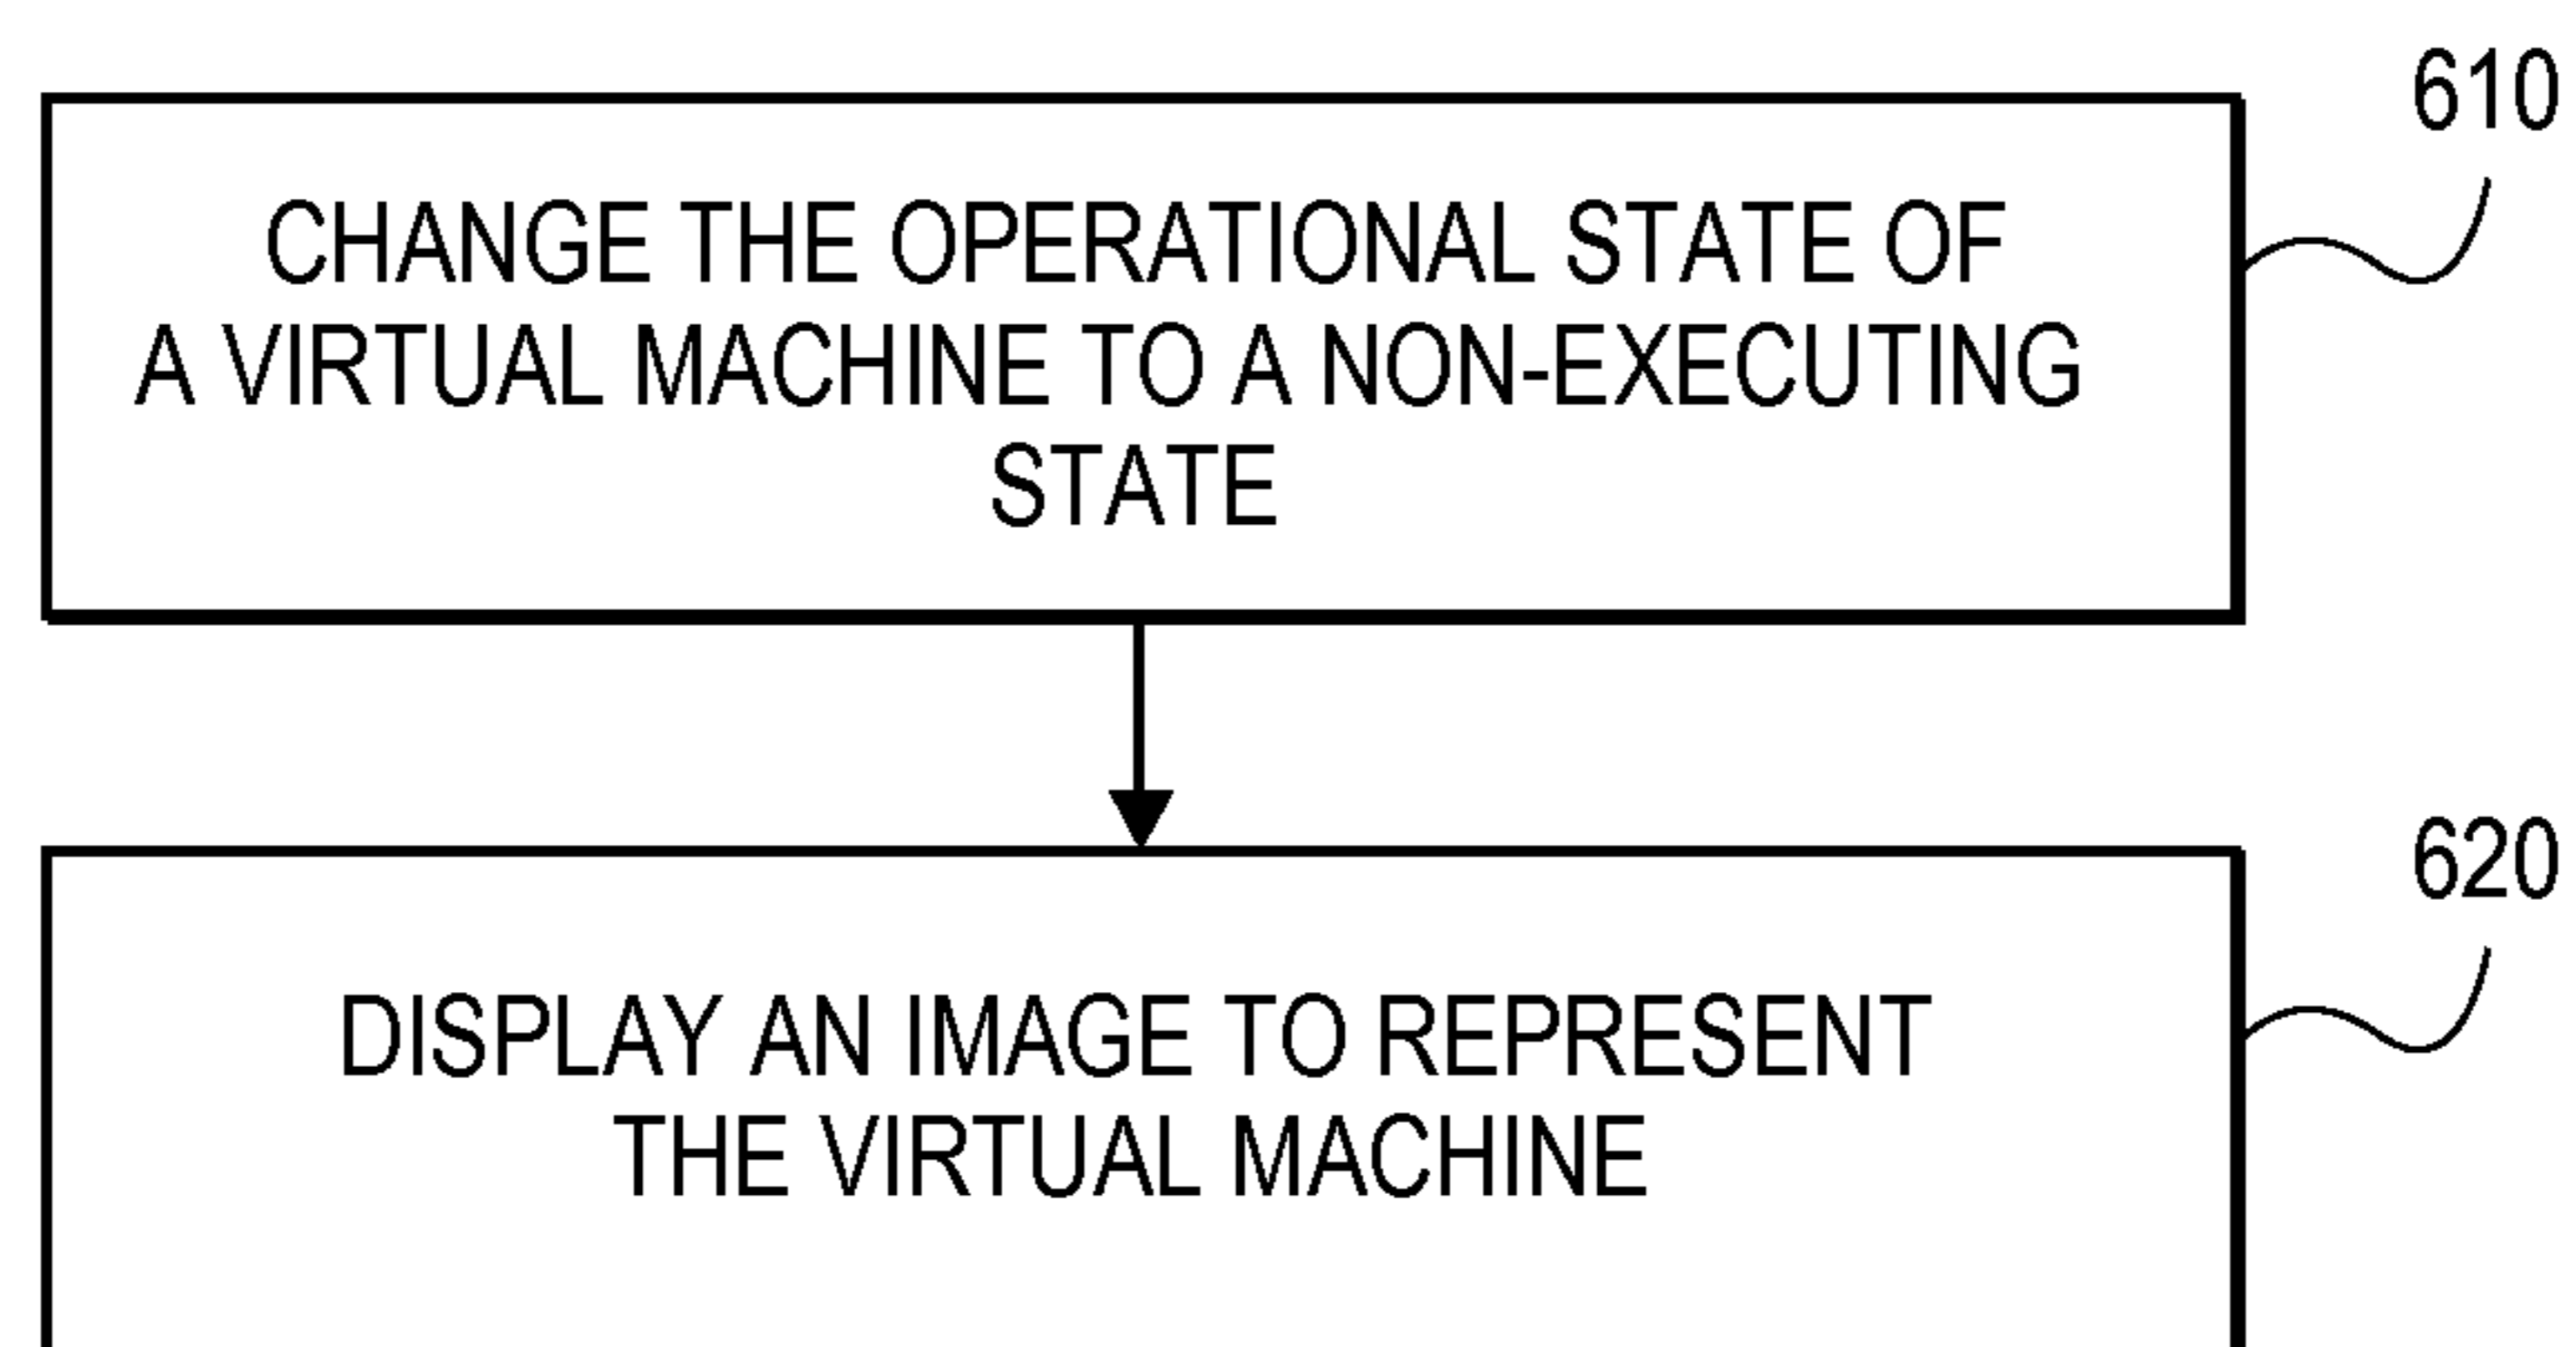 610
CHANGE THE OPERATIONAL STATE OF
A VIRTUAL MACHINE TO A NON-EXECUTING
STATE
620
DISPLAY AN IMAGE TO REPRESENT
THE VIRTUAL MACHINE